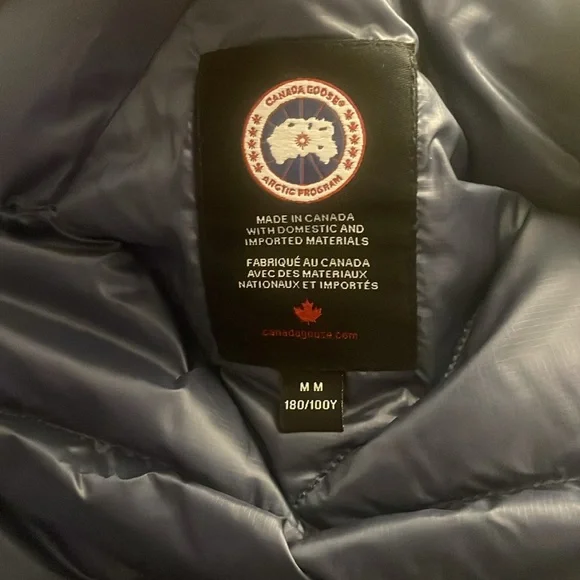 CANADA GOOSE®
ARCTIC PROGRAM
MADE IN CANADA
WITH DOMESTIC AND
IMPORTED MATERIALS
FABRIQUÉ AU CANADA
AVEC DES MATERIAUX
NATIONAUX ET IMPORTÉS
canadagoose.com
M M
180/100Y